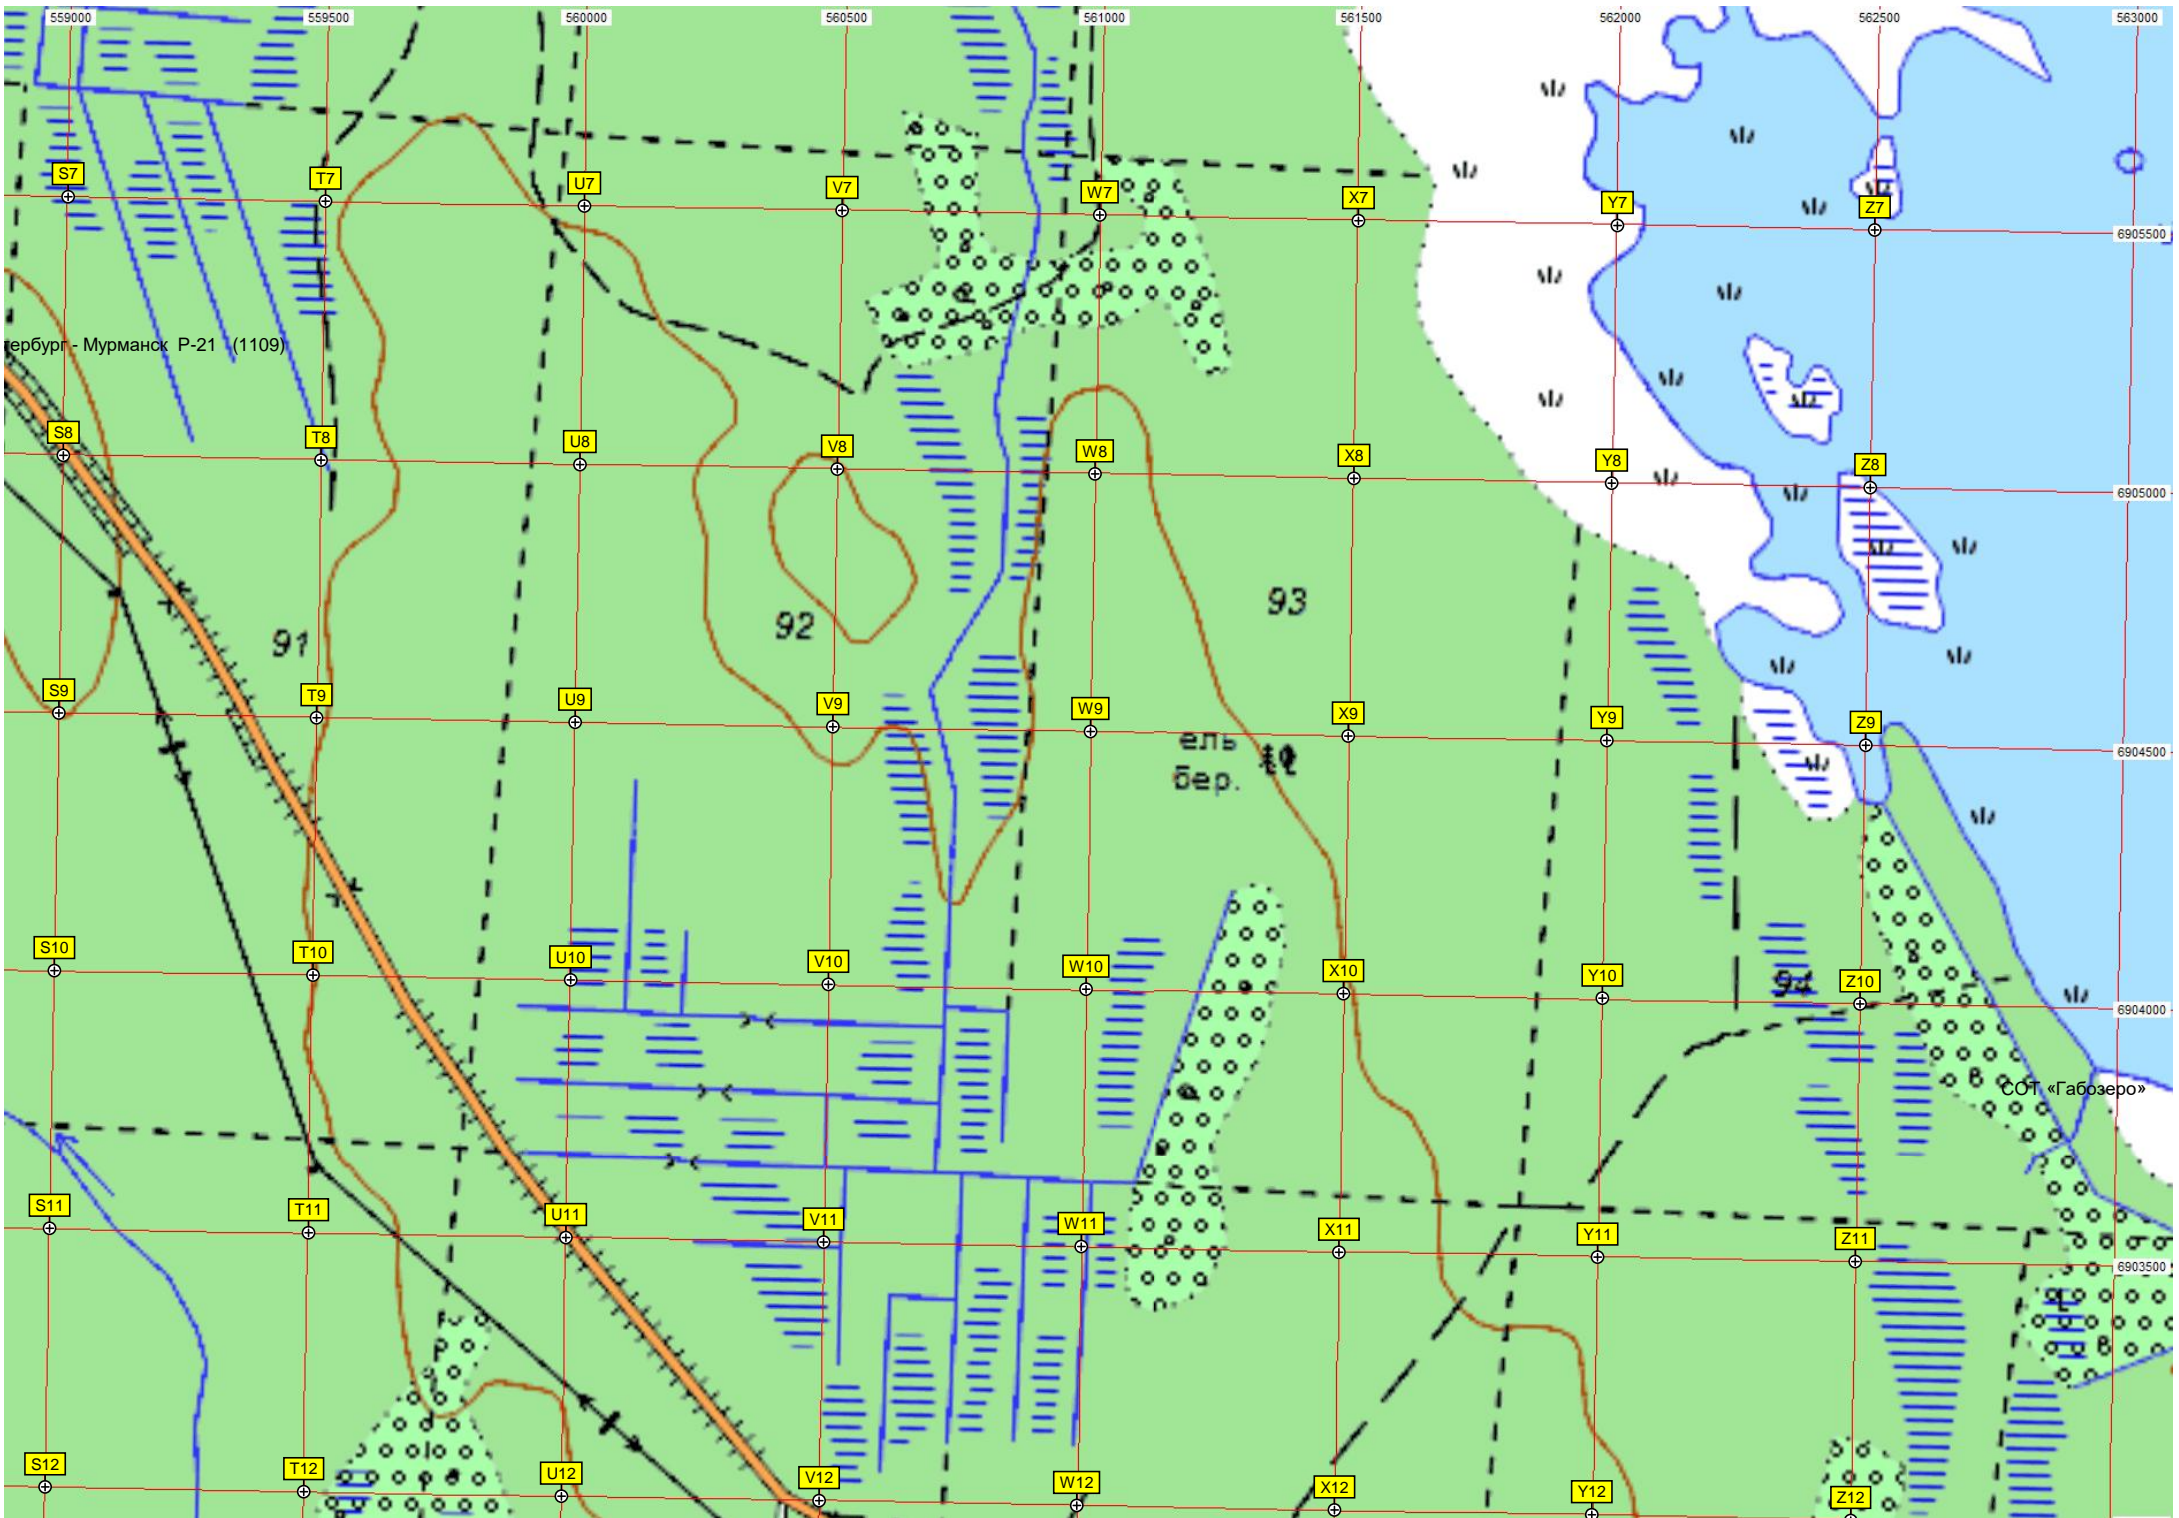 559000 559500 560000 560500 561000 561500 562000 562500 563000
S7 T7 U7 V7 W7 X7 Y7 Z7
6905500
тербург - Мурманск Р-21 (1109)
S8 T8 U8 V8 W8 X8 Y8 Z8
6905000
91 92 93
S9 T9 U9 V9 W9 X9 Y9 Z9
6904500
ель
бер.
S10 T10 U10 V10 W10 X10 Y10 Z10
94
6904000
СОТ «Габозеро»
S11 T11 U11 V11 W11 X11 Y11 Z11
6903500
S12 T12 U12 V12 W12 X12 Y12 Z12